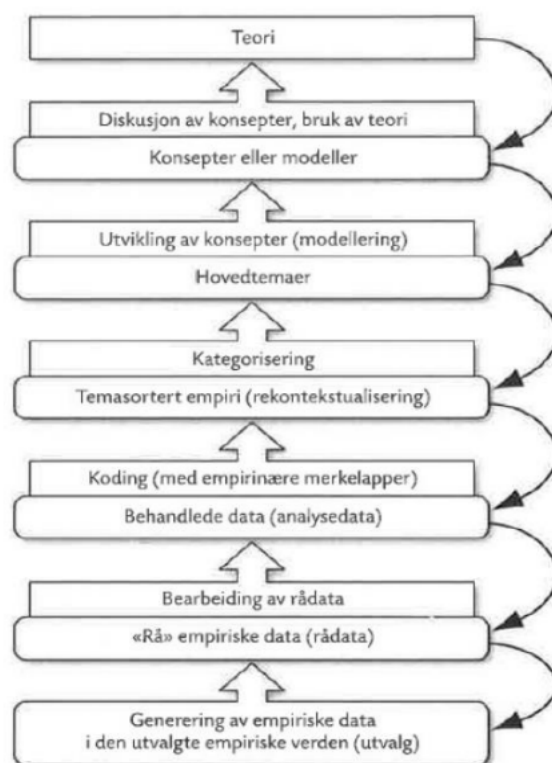 Teori
Diskusjon av konsepter, bruk av teori
Konsepter eller modeller
Utvikling av konsepter (modellering)
Hovedtemaer
Kategorisering
Temasortert empiri (rekontekstualisering)
Koding (med empirinære merkelapper)
Behandlede data (analysedata)
Bearbeiding av rådata
«Rå» empiriske data (rådata)
Generering av empiriske data
i den utvalgte empiriske verden (utvalg)